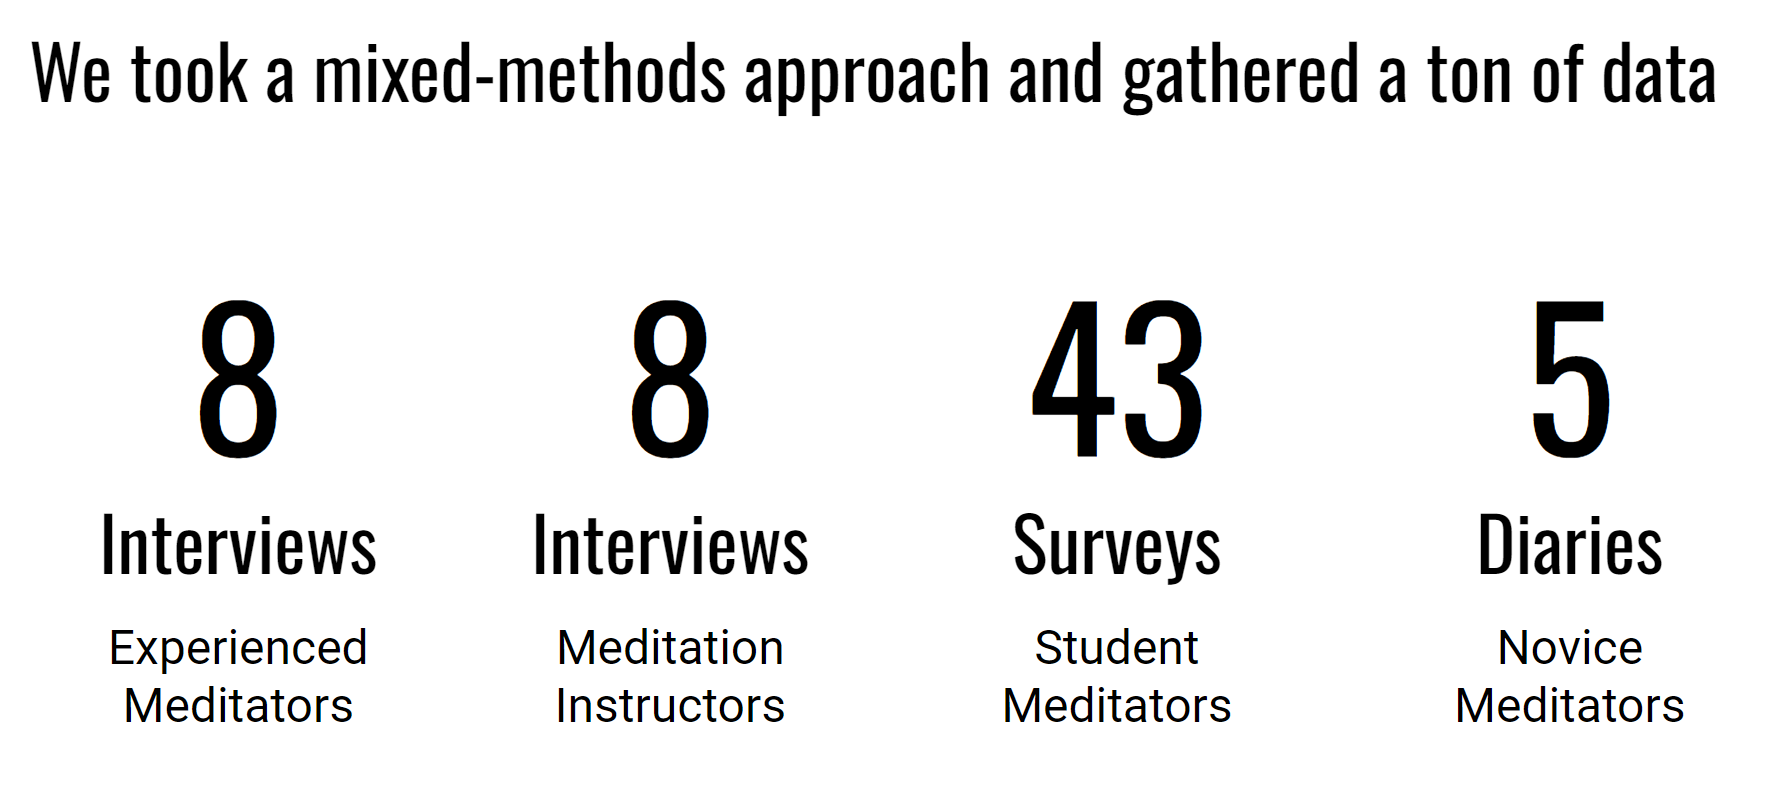 We took a mixed-methods approach and gathered a ton of data
8
Interviews
Experienced
Meditators
8
Interviews
Meditation
Instructors
43
Surveys
Student
Meditators
5
Diaries
Novice
Meditators